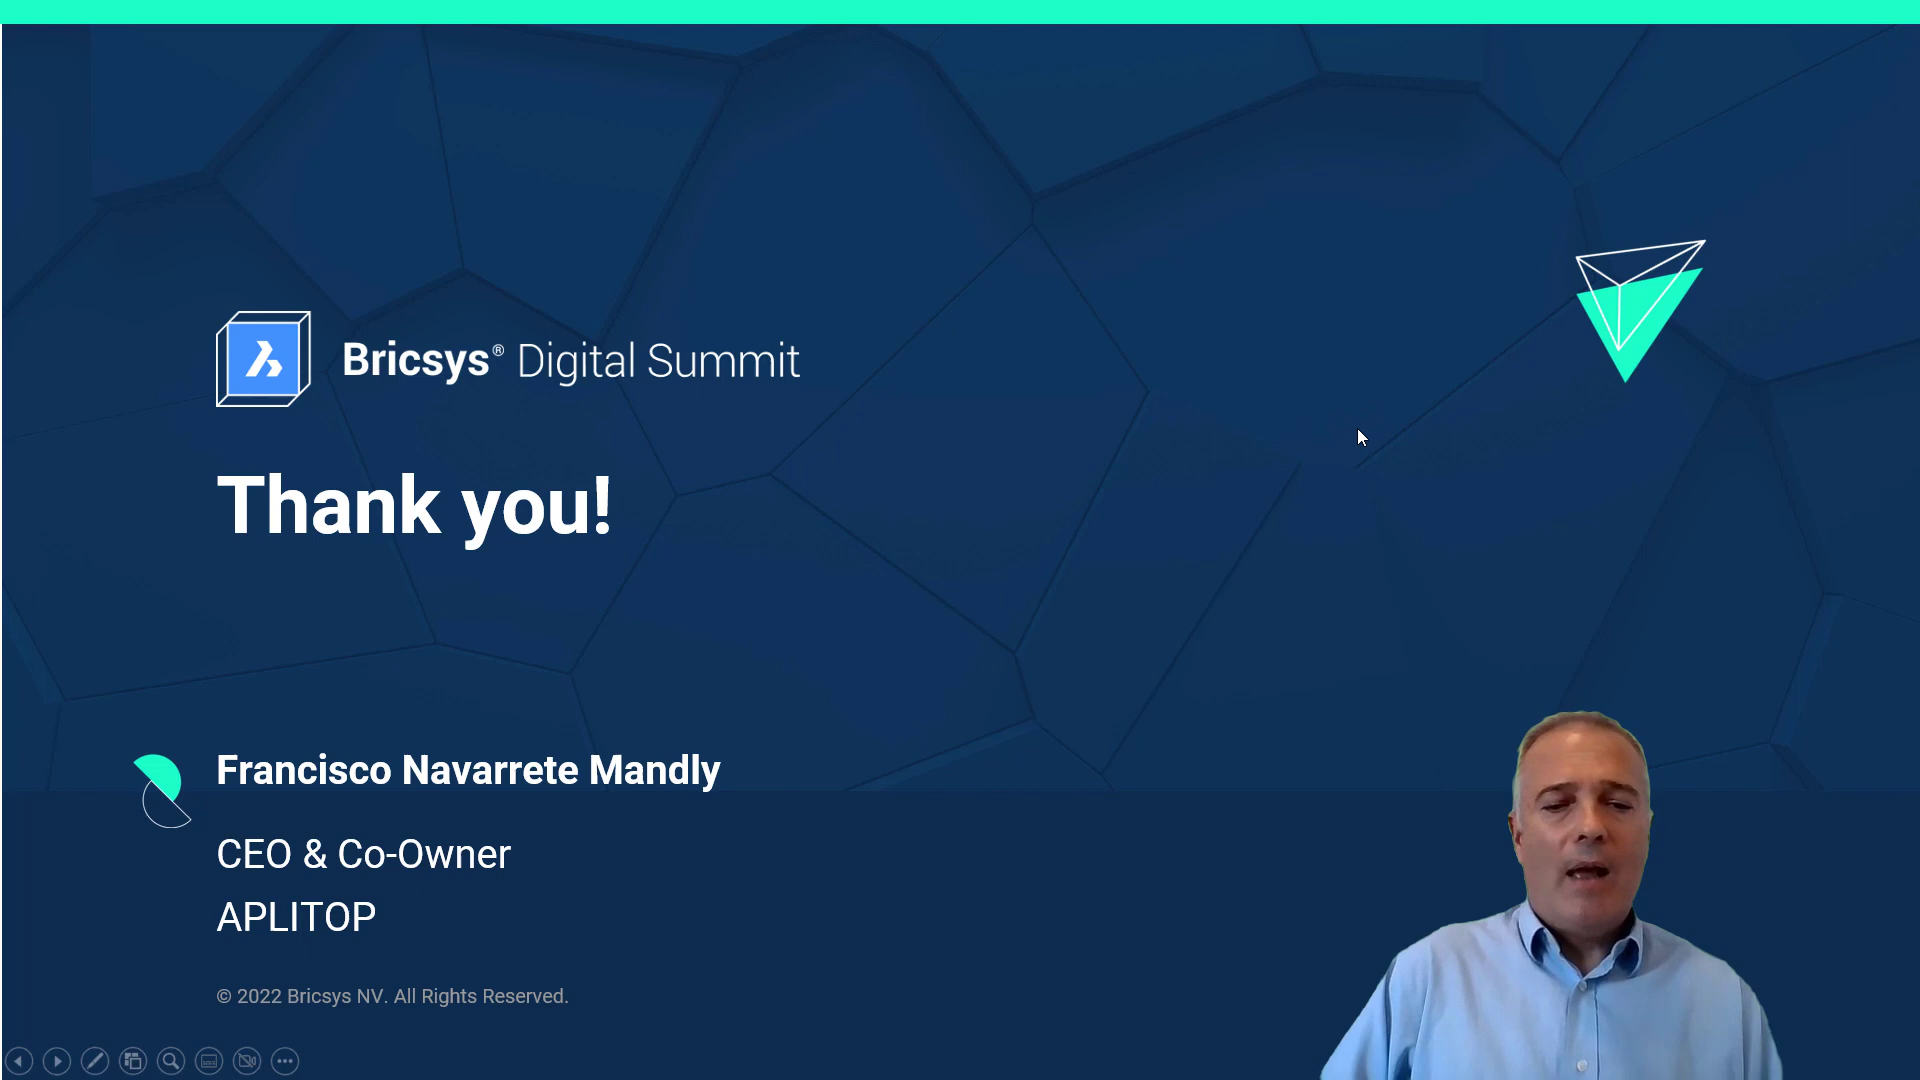 Bricsys® Digital Summit
Thank you!
Francisco Navarrete Mandly
CEO & Co-Owner
APLITOP
© 2022 Bricsys NV. All Rights Reserved.